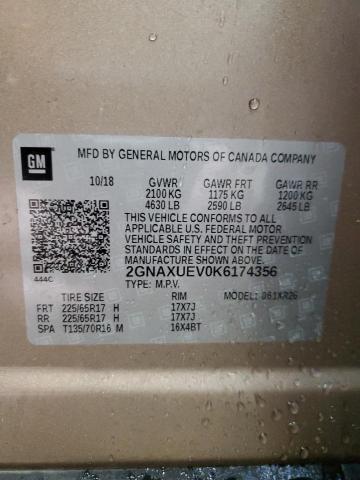 GM
MFD BY GENERAL MOTORS OF CANADA COMPANY
10/18 GVWR GAWR FRT GAWR RR
2100 KG 1175 KG 1200 KG
4630 LB 2590 LB 2645 LB
THIS VEHICLE CONFORMS TO ALL
APPLICABLE U.S. FEDERAL MOTOR
VEHICLE SAFETY AND THEFT PREVENTION
STANDARDS IN EFFECT ON THE DATE OF
MANUFACTURE SHOWN ABOVE.
2GNAXUEV0K6174356
444C TYPE: M.P.V.
TIRE SIZE RIM 061XR26
FRT 225/65R17 H 17X7J
RR 225/65R17 H 17X7J
SPA T135/70R16 M 16X4BT